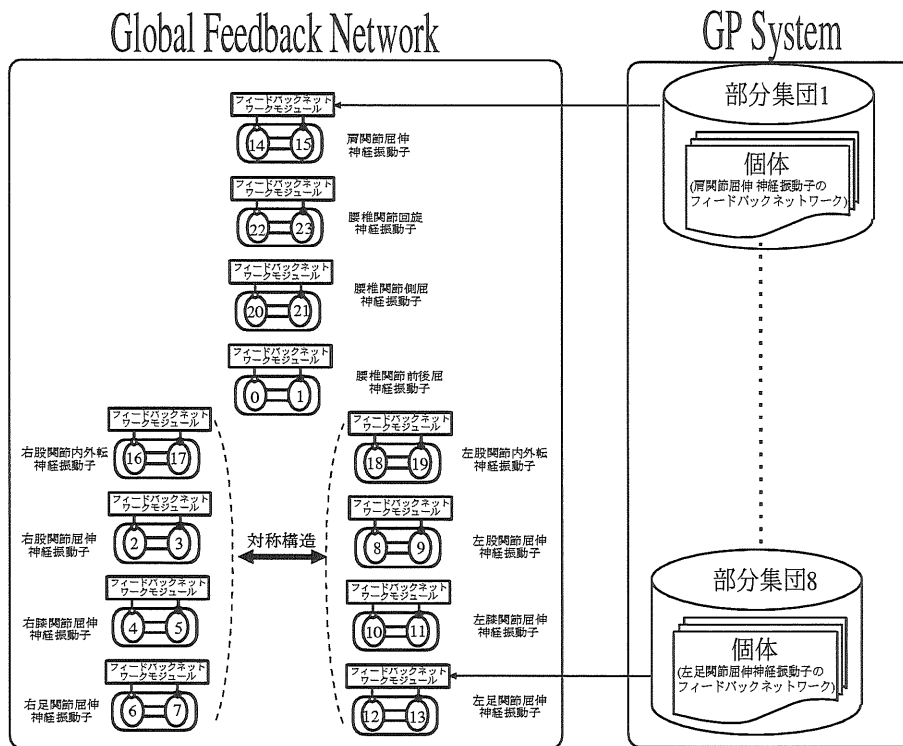 Global Feedback Network
GP System
フィードバックネット
ワークモジュール
14 15
肩関節屈伸
神経振動子
フィードバックネット
ワークモジュール
22 23
腰椎関節回旋
神経振動子
フィードバックネット
ワークモジュール
20 21
腰椎関節側屈
神経振動子
フィードバックネット
ワークモジュール
0 1
腰椎関節前後屈
神経振動子
フィードバックネット
ワークモジュール
16 17
右股関節内外転
神経振動子
フィードバックネット
ワークモジュール
2 3
右股関節屈伸
神経振動子
フィードバックネット
ワークモジュール
4 5
右膝関節屈伸
神経振動子
フィードバックネット
ワークモジュール
6 7
右足関節屈伸
神経振動子
対称構造
フィードバックネット
ワークモジュール
18 19
左股関節内外転
神経振動子
フィードバックネット
ワークモジュール
8 9
左股関節屈伸
神経振動子
フィードバックネット
ワークモジュール
10 11
左膝関節屈伸
神経振動子
フィードバックネット
ワークモジュール
12 13
左足関節屈伸
神経振動子
部分集団1
個体
(肩関節屈伸 神経振動子の
フィードバックネットワーク)
部分集団8
個体
(左足関節屈伸神経振動子の
フィードバックネットワーク)